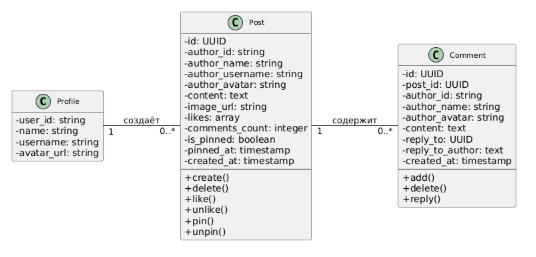 C Profile
-user_id: string
-name: string
-username: string
-avatar_url: string
создаёт
1 0..*
C Post
-id: UUID
-author_id: string
-author_name: string
-author_username: string
-author_avatar: string
-content: text
-image_url: string
-likes: array
-comments_count: integer
-is_pinned: boolean
-pinned_at: timestamp
-created_at: timestamp
+create()
+delete()
+like()
+unlike()
+pin()
+unpin()
содержит
1 0..*
C Comment
-id: UUID
-post_id: UUID
-author_id: string
-author_name: string
-author_avatar: string
-content: text
-reply_to: UUID
-reply_to_author: text
-created_at: timestamp
+add()
+delete()
+reply()